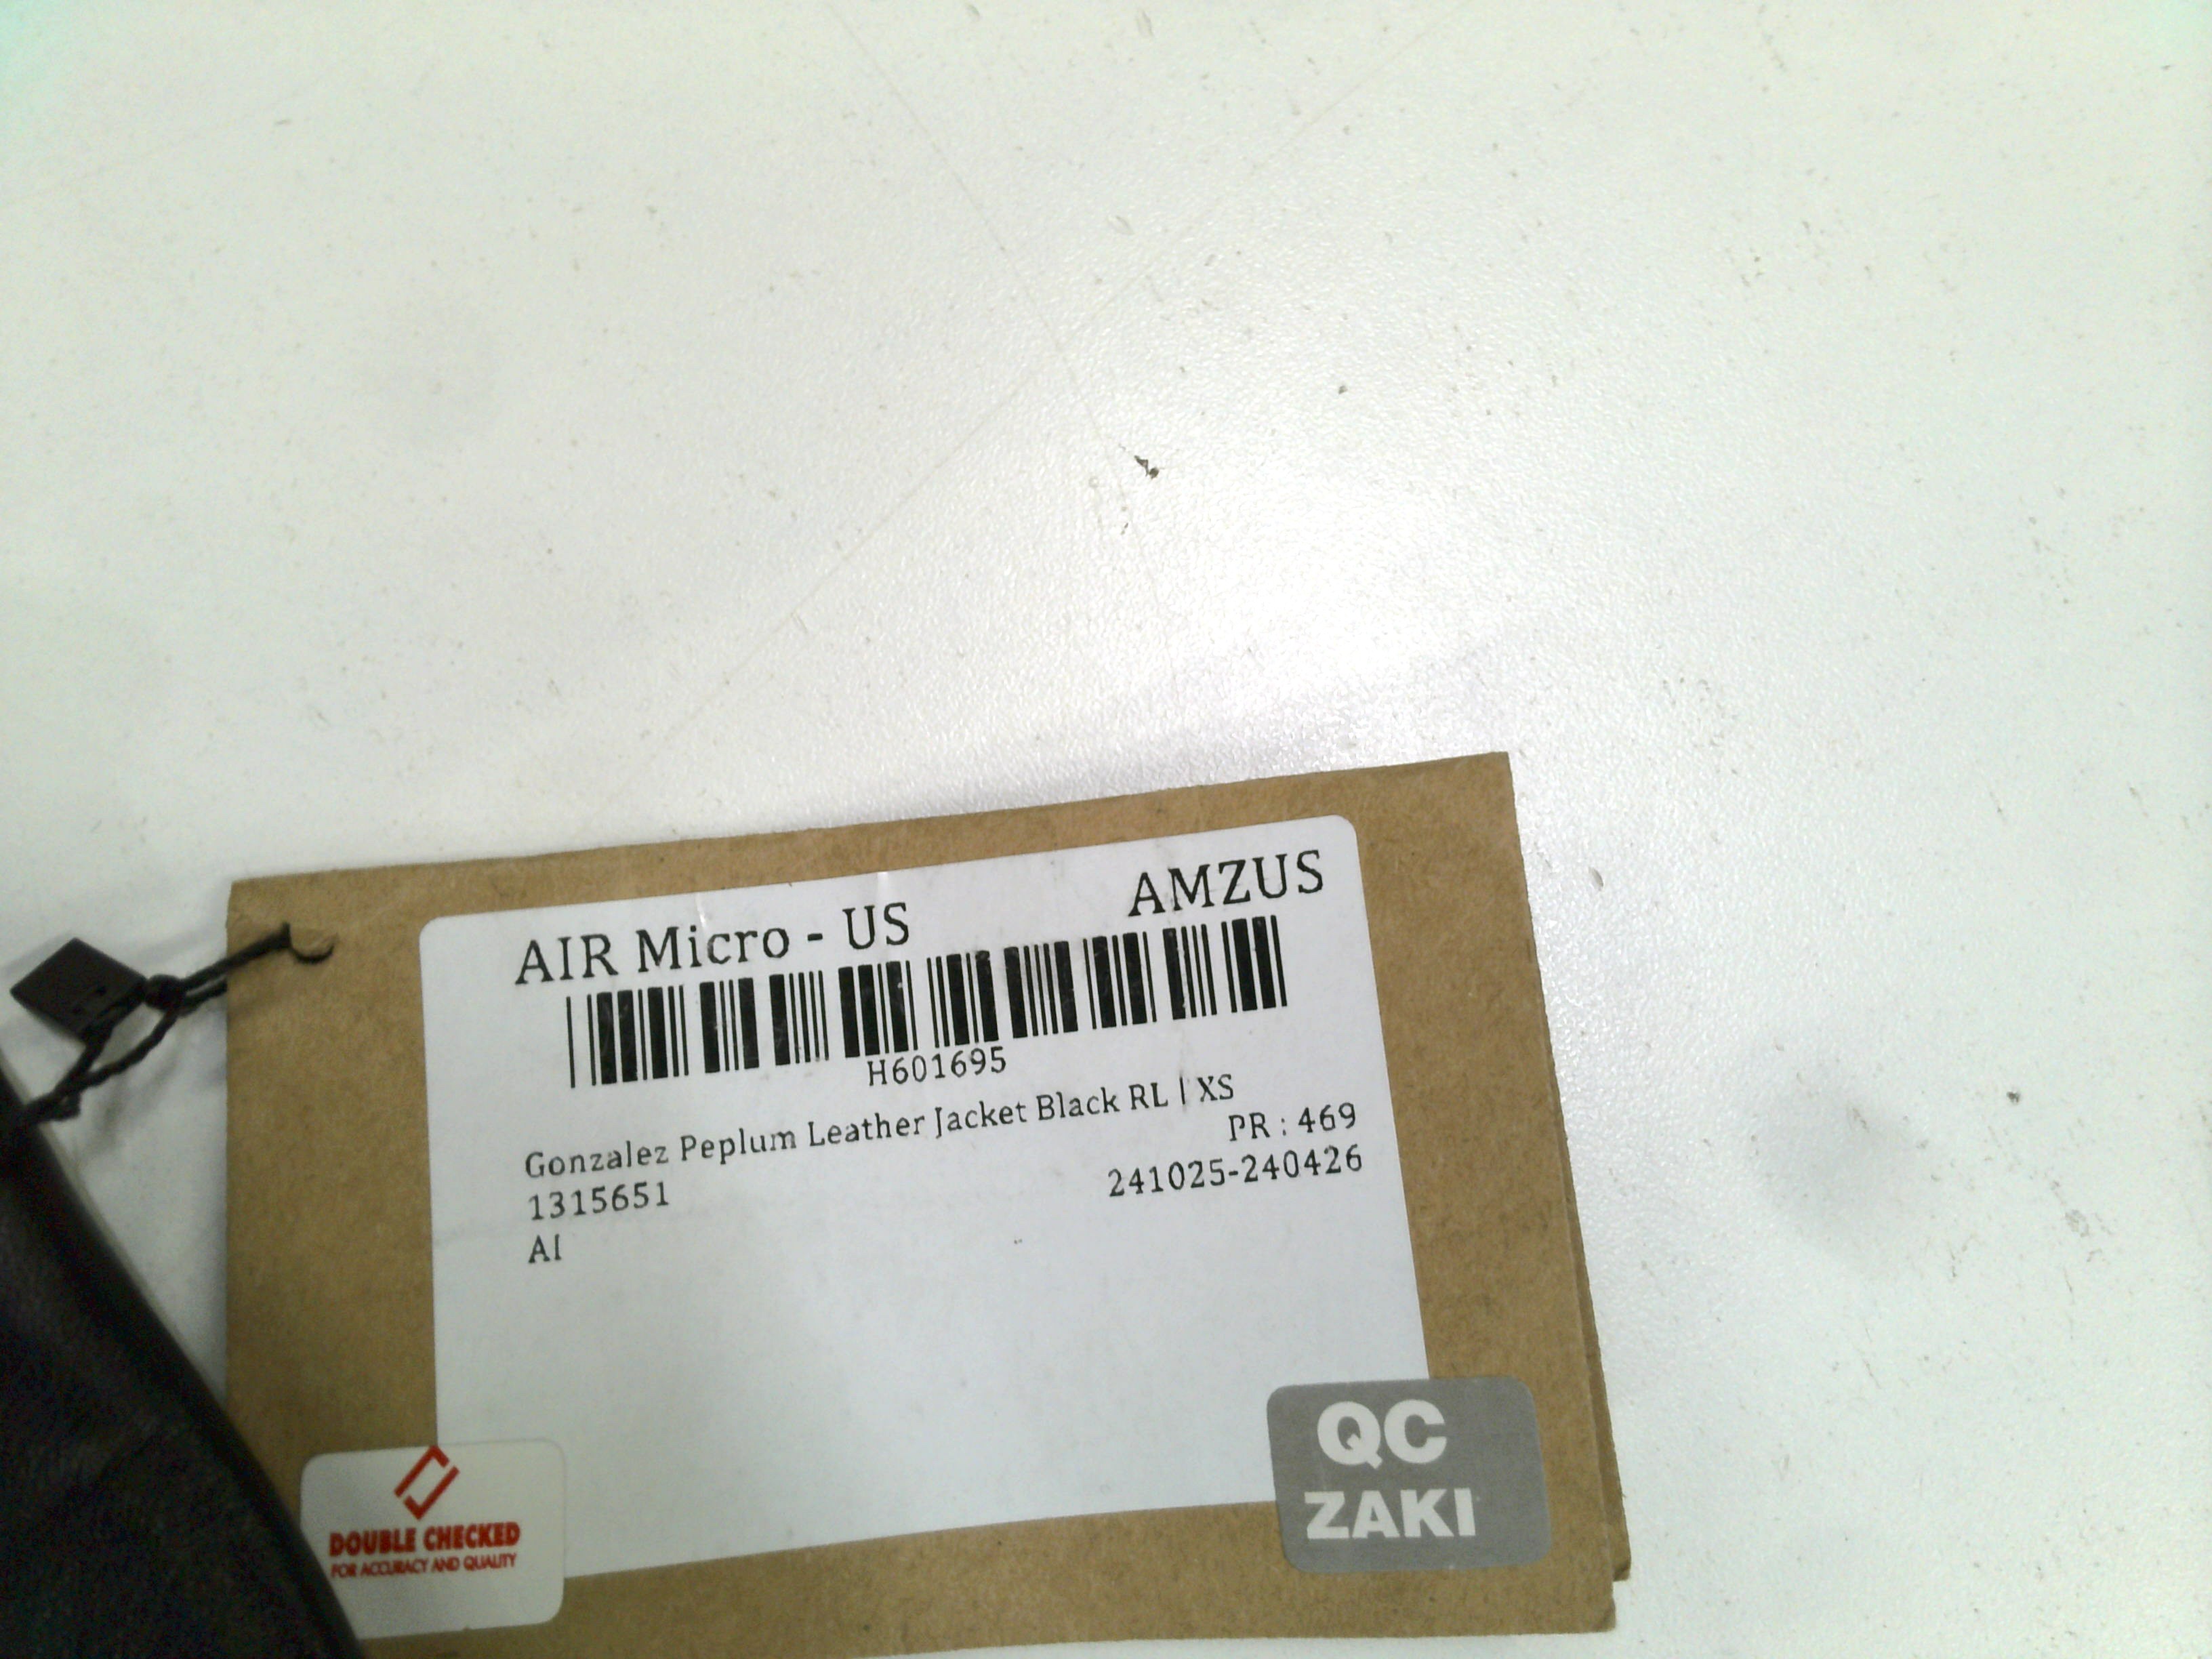 AIR Micro - US AMZUS
H601695
Gonzalez Peplum Leather Jacket Black RL | XS
PR : 469
1315651
241025-240426
AI
QC
ZAKI
DOUBLE CHECKED
FOR ACCURACY AND QUALITY